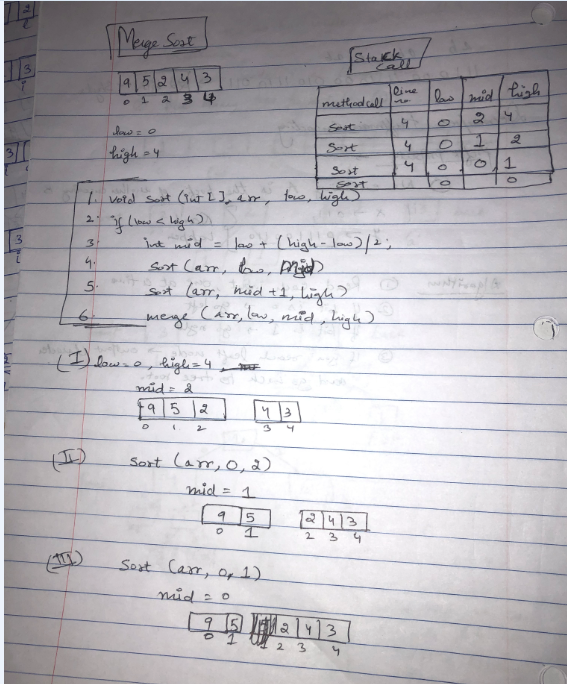 Merge Sort
9 5 2 4 3
0 1 2 3 4
low = 0
high = 4
Stack Call
method call line no low mid high
sort 4 0 2 4
sort 4 0 1 2
sort 4 0 0 1
sort 0 0
1. void sort (int [] arr, low, high)
2. if (low < high)
3. int mid = low + (high - low)/2;
4. sort (arr, low, mid)
5. sort (arr, mid + 1, high)
6. merge (arr, low, mid, high)
(I) low = 0, high = 4
mid = 2
9 5 2 4 3
0 1 2 3 4
(II) sort (arr, 0, 2)
mid = 1
9 5 2 4 3
0 1 2 3 4
(III) Sort (arr, 0, 1)
mid = 0
9 5 2 4 3
0 1 2 3 4